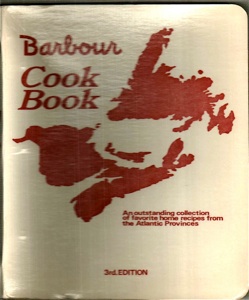 Barbour
Cook
Book
An outstanding collection
of favorite home recipes from
the Atlantic Provinces
3rd. EDITION